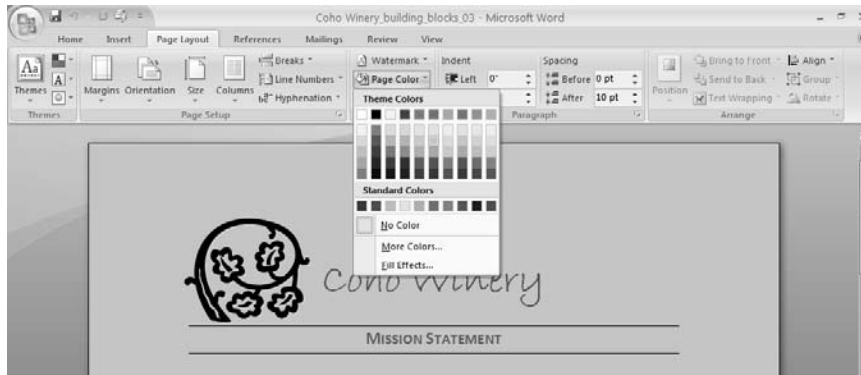 Coho Winery_building_blocks_03 - Microsoft Word
Home Insert Page Layout References Mailings Review View
Aa Themes
A
Margins Orientation Size Columns
Breaks
Line Numbers
Hyphenation
Watermark
Page Color
Indent
Left 0"
Spacing
Before 0 pt
After 10 pt
Position
Bring to Front
Send to Back
Text Wrapping
Align
Group
Rotate
Themes Page Setup Paragraph Arrange
Theme Colors
Standard Colors
No Color
More Colors...
Fill Effects...
Coho Winery
MISSION STATEMENT